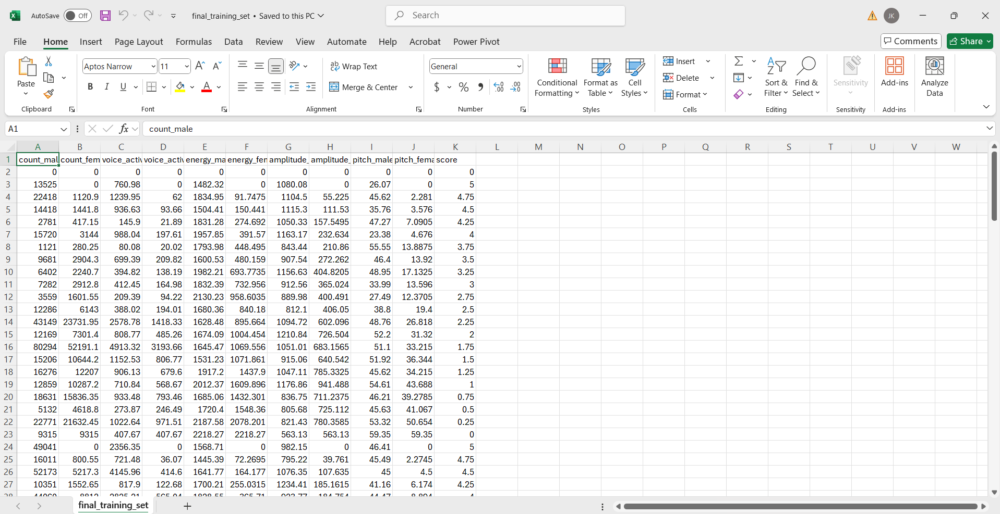 AutoSave Off final_training_set • Saved to this PC Search JK
File Home Insert Page Layout Formulas Data Review View Automate Help Acrobat Power Pivot Comments Share
Paste Aptos Narrow 11 Wrap Text General Conditional Formatting Format as Table Cell Styles Insert Sort & Filter Find & Select Sensitivity Add-ins Analyze Data
B I U A Merge & Center $ % Delete
Format
Clipboard Font Alignment Number Styles Cells Editing Sensitivity Add-ins
A1 fx count_male
A B C D E F G H I J K L M N O P Q R S T U V W
1 count_mal count_fem voice_activ voice_activ energy_ma energy_fen amplitude_ amplitude_ pitch_male pitch_fema score
2 0 0 0 0 0 0 0 0 0 0 0
3 13525 0 760.98 0 1482.32 0 1080.08 0 26.07 0 5
4 22418 1120.9 1239.95 62 1834.95 91.7475 1104.5 55.225 45.62 2.281 4.75
5 14418 1441.8 936.63 93.66 1504.41 150.441 1115.3 111.53 35.76 3.576 4.5
6 2781 417.15 145.9 21.89 1831.28 274.692 1050.33 157.5495 47.27 7.0905 4.25
7 15720 3144 988.04 197.61 1957.85 391.57 1163.17 232.634 23.38 4.676 4
8 1121 280.25 80.08 20.02 1793.98 448.495 843.44 210.86 55.55 13.8875 3.75
9 9681 2904.3 699.39 209.82 1600.53 480.159 907.54 272.262 46.4 13.92 3.5
10 6402 2240.7 394.82 138.19 1982.21 693.7735 1156.63 404.8205 48.95 17.1325 3.25
11 7282 2912.8 412.45 164.98 1832.39 732.956 912.56 365.024 33.99 13.596 3
12 3559 1601.55 209.39 94.22 2130.23 958.6035 889.98 400.491 27.49 12.3705 2.75
13 12286 6143 388.02 194.01 1680.36 840.18 812.1 406.05 38.8 19.4 2.5
14 43149 23731.95 2578.78 1418.33 1628.48 895.664 1094.72 602.096 48.76 26.818 2.25
15 12169 7301.4 808.77 485.26 1674.09 1004.454 1210.84 726.504 52.2 31.32 2
16 80294 52191.1 4913.32 3193.66 1645.47 1069.556 1051.01 683.1565 51.1 33.215 1.75
17 15206 10644.2 1152.53 806.77 1531.23 1071.861 915.06 640.542 51.92 36.344 1.5
18 16276 12207 906.13 679.6 1917.2 1437.9 1047.11 785.3325 45.62 34.215 1.25
19 12859 10287.2 710.84 568.67 2012.37 1609.896 1176.86 941.488 54.61 43.688 1
20 18631 15836.35 933.48 793.46 1685.06 1432.301 836.75 711.2375 46.21 39.2785 0.75
21 5132 4618.8 273.87 246.49 1720.4 1548.36 805.68 725.112 45.63 41.067 0.5
22 22771 21632.45 1022.64 971.51 2187.58 2078.201 821.43 780.3585 53.32 50.654 0.25
23 9315 9315 407.67 407.67 2218.27 2218.27 563.13 563.13 59.35 59.35 0
24 49041 0 2356.35 0 1568.71 0 982.15 0 46.41 0 5
25 16011 800.55 721.48 36.07 1445.39 72.2695 795.22 39.761 45.49 2.2745 4.75
26 52173 5217.3 4145.96 414.6 1641.77 164.177 1076.35 107.635 45 4.5 4.5
27 10351 1552.65 817.9 122.68 1700.21 255.0315 1234.41 185.1615 41.16 6.174 4.25
final_training_set